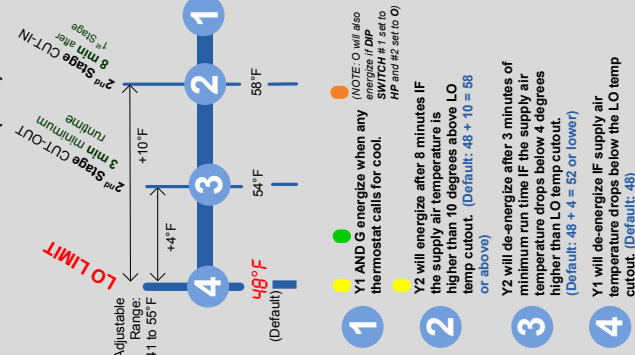 1
2nd Stage CUT-IN
8 min after
1st Stage
2nd Stage CUT-OUT
3 min minimum
runtime
LO LIMIT
+10°F
+4°F
Adjustable
Range:
41 to 55°F
2
3
4
58°F
54°F
48°F
(Default)
1
Y1 AND G energize when any
thermostat calls for cool.
(NOTE: O will also
energize if DIP
SWITCH #1 set to
HP and #2 set to O)
2
Y2 will energize after 8 minutes IF
the supply air temperature is
higher than 10 degrees above LO
temp cutout. (Default: 48 + 10 = 58
or above)
3
Y2 will de-energize after 3 minutes of
minimum run time IF the supply air
temperature drops below 4 degrees
higher than LO temp cutout.
(Default: 48 + 4 = 52 or lower)
4
Y1 will de-energize IF supply air
temperature drops below the LO temp
cutout. (Default: 48)